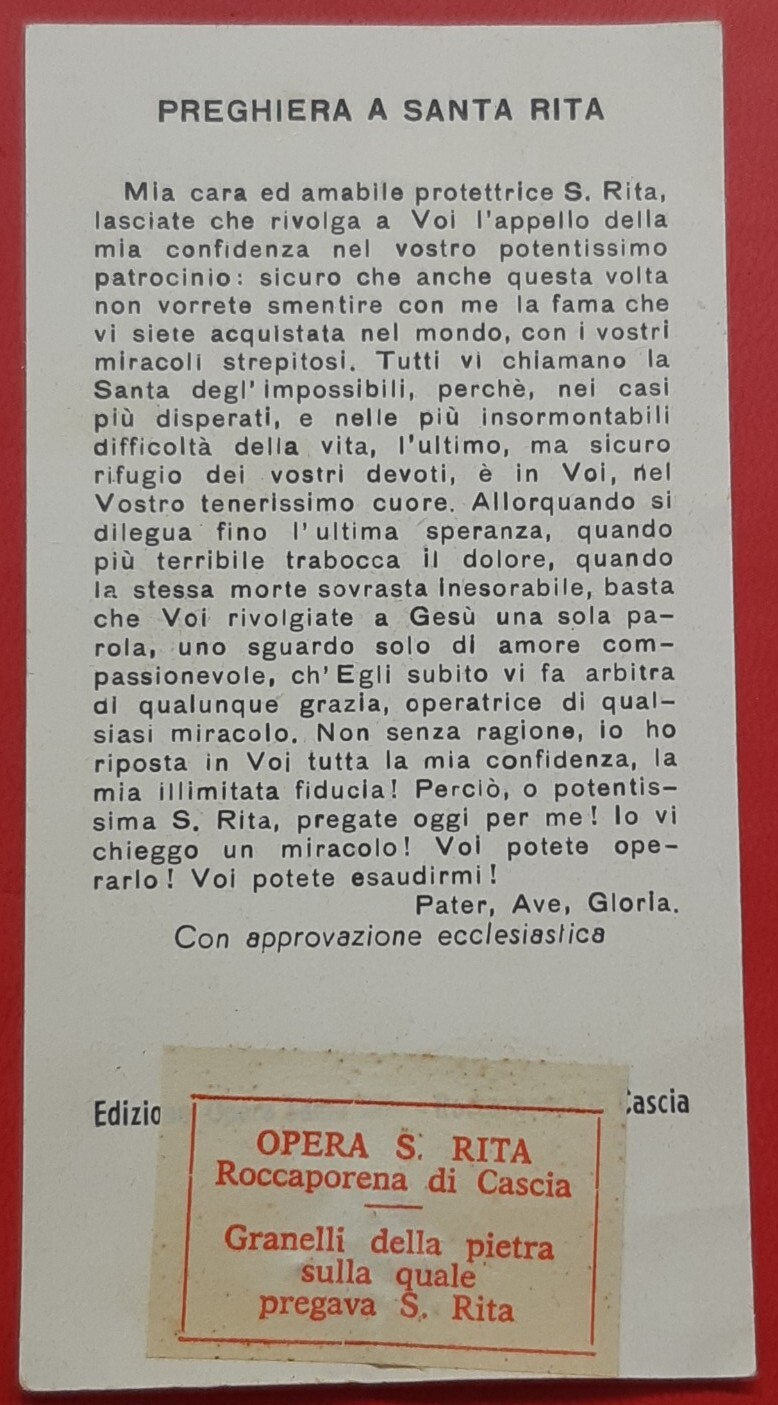 PREGHIERA A SANTA RITA
Mia cara ed amabile protettrice S. Rita,
lasciate che rivolga a Voi l'appello della
mia confidenza nel vostro potentissimo
patrocinio: sicuro che anche questa volta
non vorrete smentire con me la fama che
vi siete acquistata nel mondo, con i vostri
miracoli strepitosi. Tutti vi chiamano la
Santa degl' impossibili, perchè, nei casi
più disperati, e nelle più insormontabili
difficoltà della vita, l'ultimo, ma sicuro
rifugio dei vostri devoti, è in Voi, nel
Vostro tenerissimo cuore. Allorquando si
dilegua fino l'ultima speranza, quando
più terribile trabocca il dolore, quando
la stessa morte sovrasta inesorabile, basta
che Voi rivolgiate a Gesù una sola pa-
rola, uno sguardo solo di amore com-
passionevole, ch' Egli subito vi fa arbitra
di qualunque grazia, operatrice di qual-
siasi miracolo. Non senza ragione, io ho
riposta in Voi tutta la mia confidenza, la
mia illimitata fiducia! Perciò, o potentis-
sima S. Rita, pregate oggi per me! Io vi
chieggo un miracolo! Voi potete ope-
rarlo! Voi potete esaudirmi!
Pater, Ave, Gloria.
Con approvazione ecclesiastica
Edizio Cascia
OPERA S. RITA
Roccaporena di Cascia
Granelli della pietra
sulla quale
pregava S. Rita